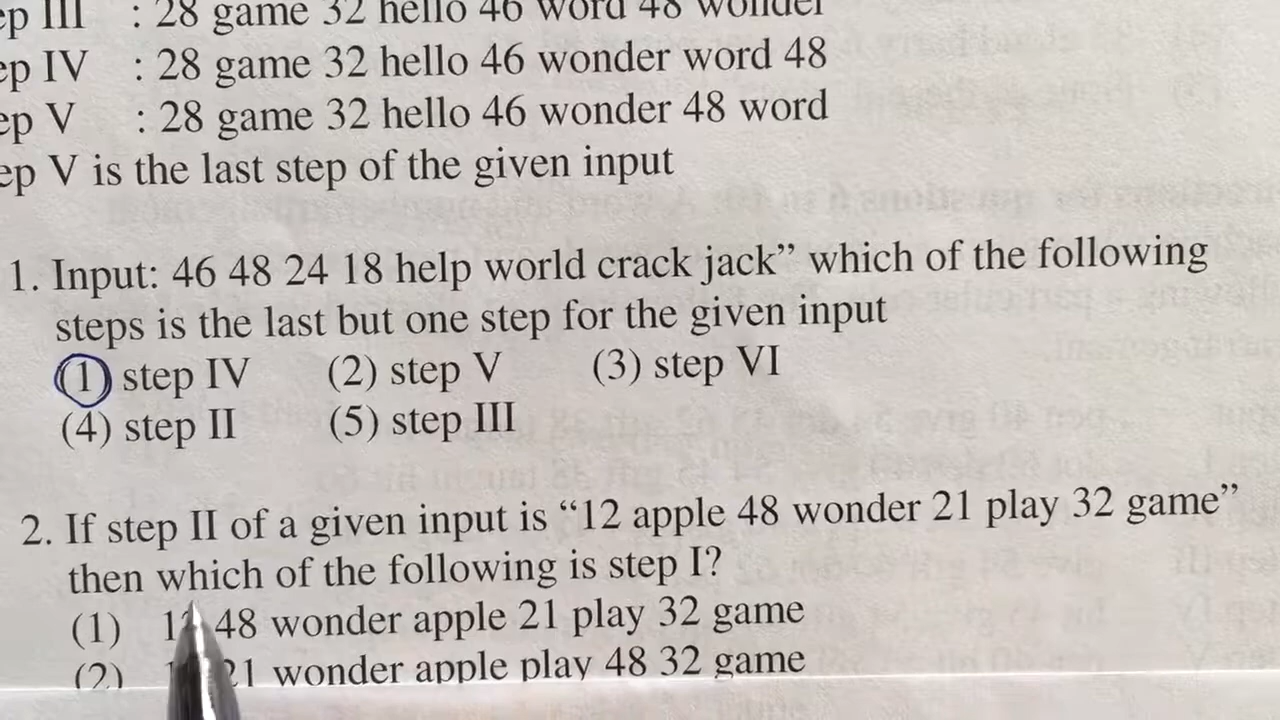 ep III : 28 game 32 hello 46 word 48 wonder
ep IV : 28 game 32 hello 46 wonder word 48
ep V : 28 game 32 hello 46 wonder 48 word
ep V is the last step of the given input
1. Input: 46 48 24 18 help world crack jack” which of the following
steps is the last but one step for the given input
(1) step IV (2) step V (3) step VI
(4) step II (5) step III
2. If step II of a given input is “12 apple 48 wonder 21 play 32 game”
then which of the following is step I?
(1) 48 wonder apple 21 play 32 game
(2) wonder apple play 48 32 game